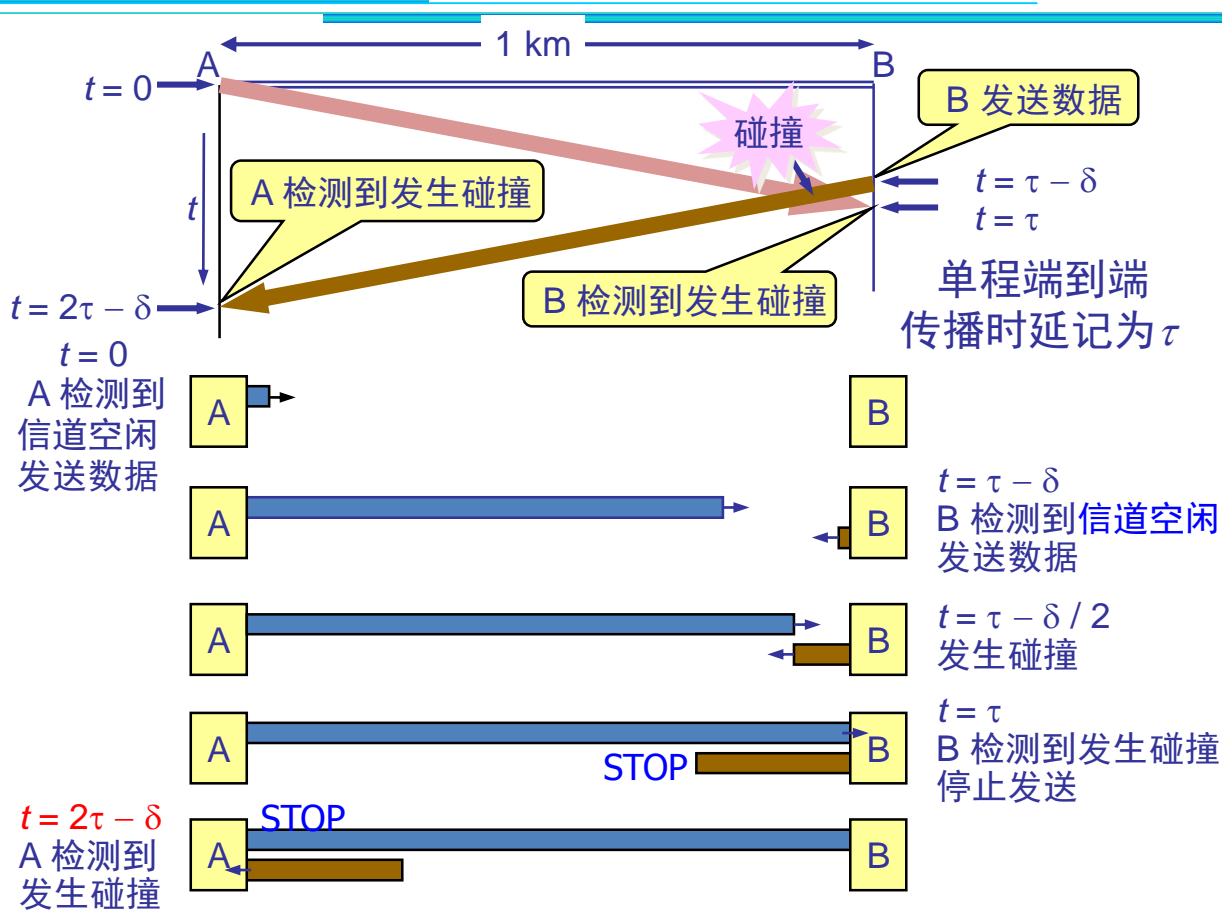 1 km
A
B
t = 0
碰撞
B 发送数据
A 检测到发生碰撞
t = τ − δ
t = τ
t
B 检测到发生碰撞
t = 2τ − δ
单程端到端
传播时延记为τ
t = 0
A 检测到
信道空闲
发送数据
A
B
A
B
t = τ − δ
B 检测到信道空闲
发送数据
A
B
t = τ − δ / 2
发生碰撞
A
STOP
B
t = τ
B 检测到发生碰撞
停止发送
t = 2τ − δ
A 检测到
发生碰撞
STOP
A
B